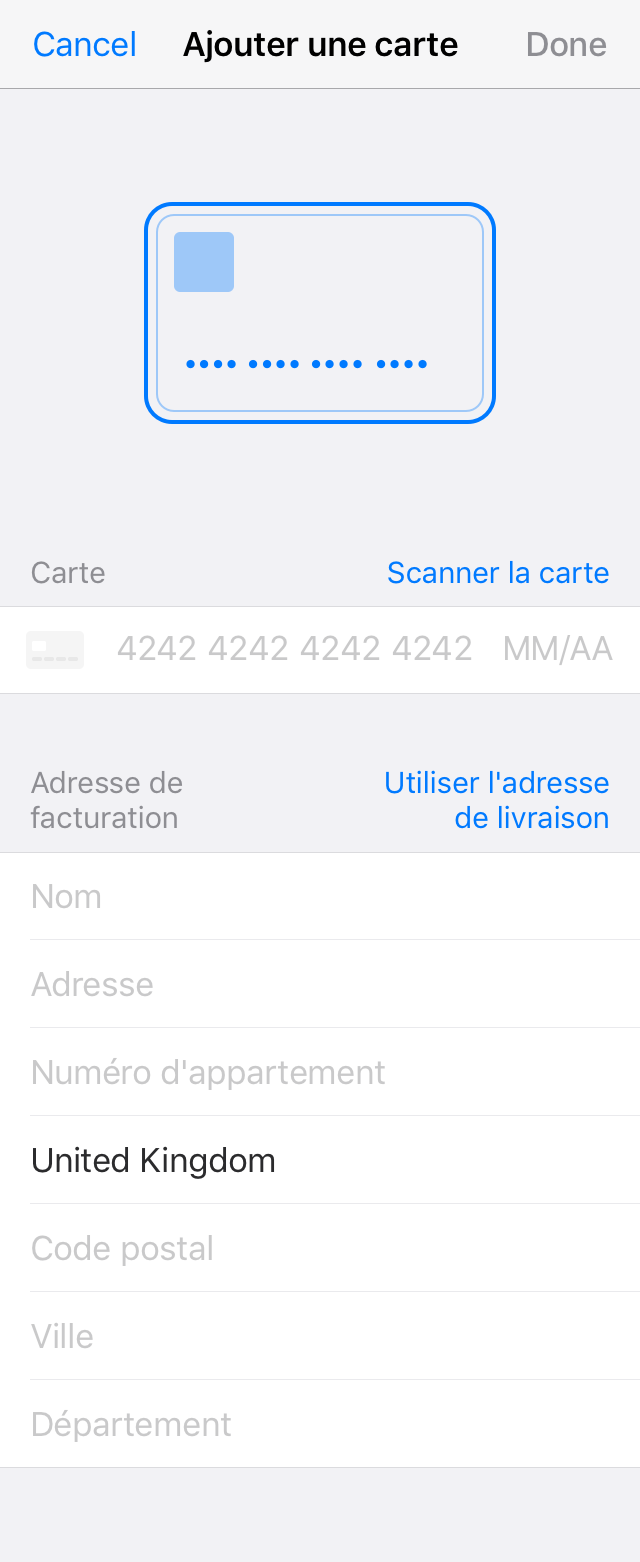 Cancel Ajouter une carte Done
Carte Scanner la carte
4242 4242 4242 4242 MM/AA
Adresse de facturation
Utiliser l'adresse de livraison
Nom
Adresse
Numéro d'appartement
United Kingdom
Code postal
Ville
Département